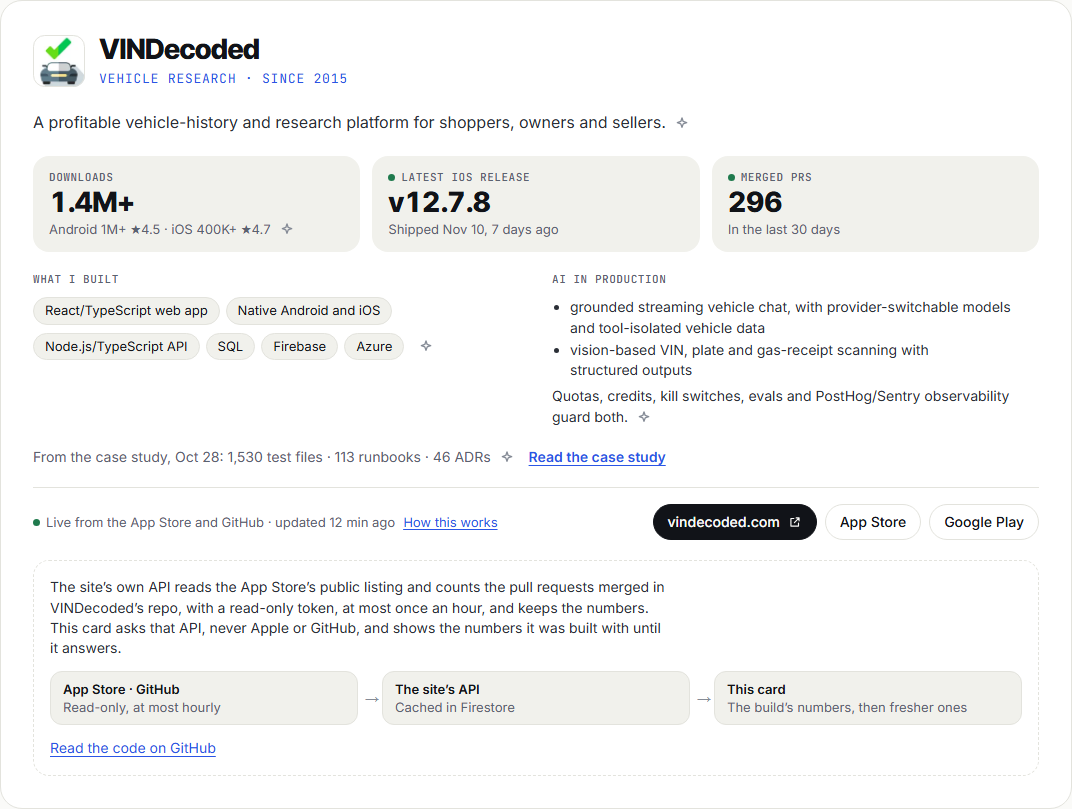 VINDecoded
VEHICLE RESEARCH · SINCE 2015
A profitable vehicle-history and research platform for shoppers, owners and sellers.
DOWNLOADS
1.4M+
Android 1M+ ★4.5 · iOS 400K+ ★4.7
LATEST IOS RELEASE
v12.7.8
Shipped Nov 10, 7 days ago
MERGED PRS
296
In the last 30 days
WHAT I BUILT
React/TypeScript web app
Native Android and iOS
Node.js/TypeScript API
SQL
Firebase
Azure
AI IN PRODUCTION
• grounded streaming vehicle chat, with provider-switchable models
and tool-isolated vehicle data
• vision-based VIN, plate and gas-receipt scanning with
structured outputs
Quotas, credits, kill switches, evals and PostHog/Sentry observability
guard both.
From the case study, Oct 28: 1,530 test files · 113 runbooks · 46 ADRs
Read the case study
Live from the App Store and GitHub · updated 12 min ago
How this works
vindecoded.com
App Store
Google Play
The site’s own API reads the App Store’s public listing and counts the pull requests merged in
VINDecoded’s repo, with a read-only token, at most once an hour, and keeps the numbers.
This card asks that API, never Apple or GitHub, and shows the numbers it was built with until
it answers.
App Store · GitHub
Read-only, at most hourly
→
The site’s API
Cached in Firestore
→
This card
The build’s numbers, then fresher ones
Read the code on GitHub